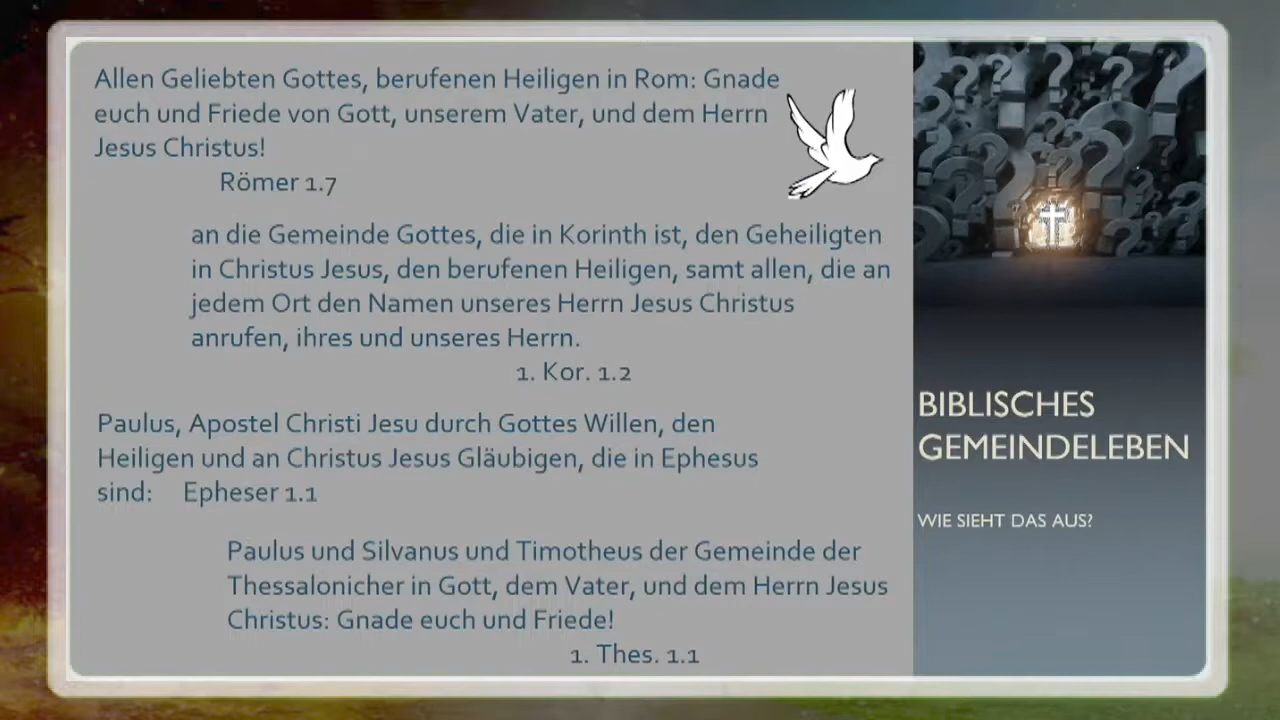 Allen Geliebten Gottes, berufenen Heiligen in Rom: Gnade
euch und Friede von Gott, unserem Vater, und dem Herrn
Jesus Christus!
Römer 1.7
an die Gemeinde Gottes, die in Korinth ist, den Geheiligten
in Christus Jesus, den berufenen Heiligen, samt allen, die an
jedem Ort den Namen unseres Herrn Jesus Christus
anrufen, ihres und unseres Herrn.
1. Kor. 1.2
Paulus, Apostel Christi Jesu durch Gottes Willen, den
Heiligen und an Christus Jesus Gläubigen, die in Ephesus
sind: Epheser 1.1
Paulus und Silvanus und Timotheus der Gemeinde der
Thessalonicher in Gott, dem Vater, und dem Herrn Jesus
Christus: Gnade euch und Friede!
1. Thes. 1.1
BIBLISCHES
GEMEINDELEBEN
WIE SIEHT DAS AUS?